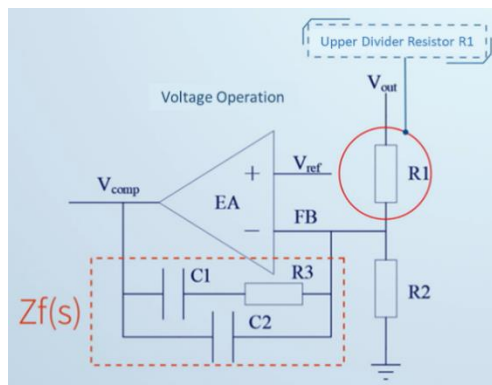 Upper Divider Resistor R1
Voltage Operation
Vout
Vref
Vcomp
EA
+
R1
FB
−
C1
R3
R2
Zf(s)
C2